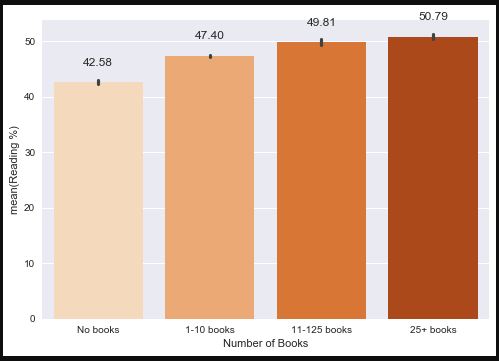 50.79
49.81
47.40
42.58
50
40
30
20
10
0
mean(Reading %)
No books
1-10 books
11-125 books
25+ books
Number of Books